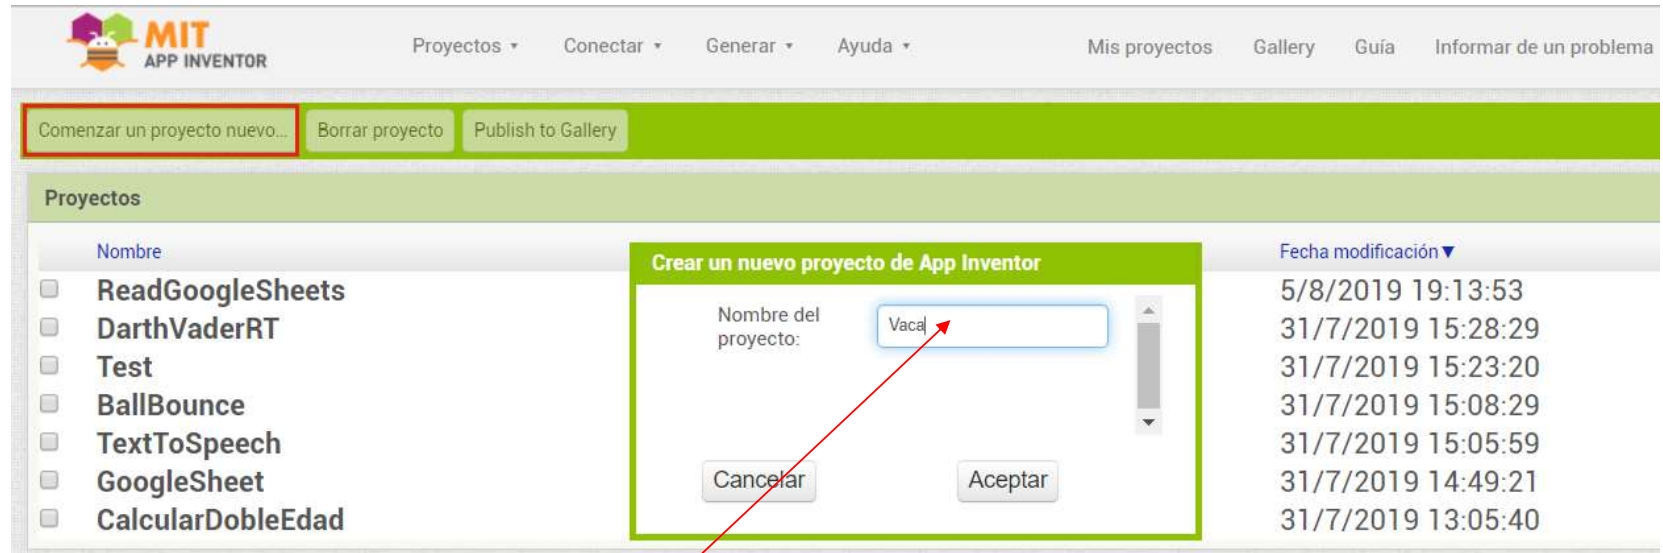 MIT
APP INVENTOR
Proyectos Conectar Generar Ayuda Mis proyectos Gallery Guía Informar de un problema
Comenzar un proyecto nuevo... Borrar proyecto Publish to Gallery
Proyectos
Nombre Fecha modificación
ReadGoogleSheets 5/8/2019 19:13:53
DarthVaderRT 31/7/2019 15:28:29
Test 31/7/2019 15:23:20
BallBounce 31/7/2019 15:08:29
TextToSpeech 31/7/2019 15:05:59
GoogleSheet 31/7/2019 14:49:21
CalcularDobleEdad 31/7/2019 13:05:40
Crear un nuevo proyecto de App Inventor
Nombre del
proyecto:
Vaca
Cancelar Aceptar